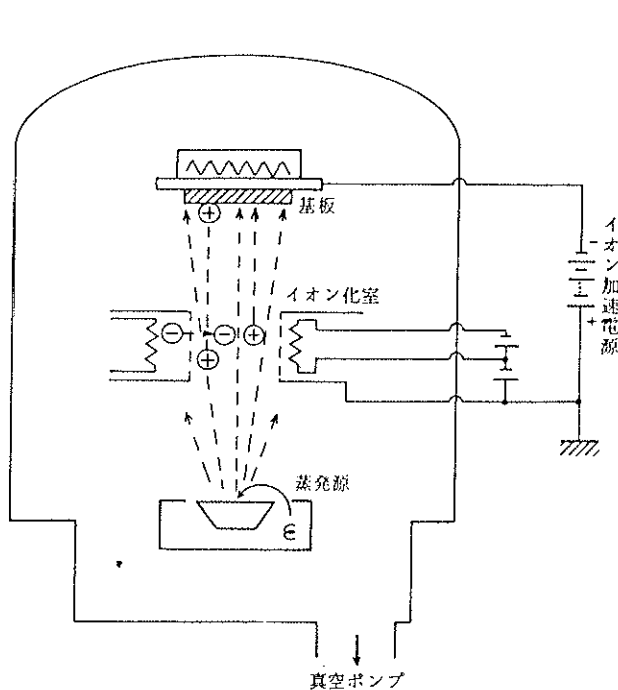 基板
イオン化室
イオン加速電源
蒸発源
真空ポンプ